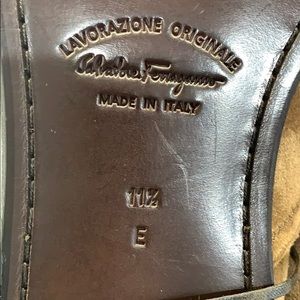 LAVORAZIONE ORIGINALE
Salvatore Ferragamo
MADE IN ITALY
11½
E